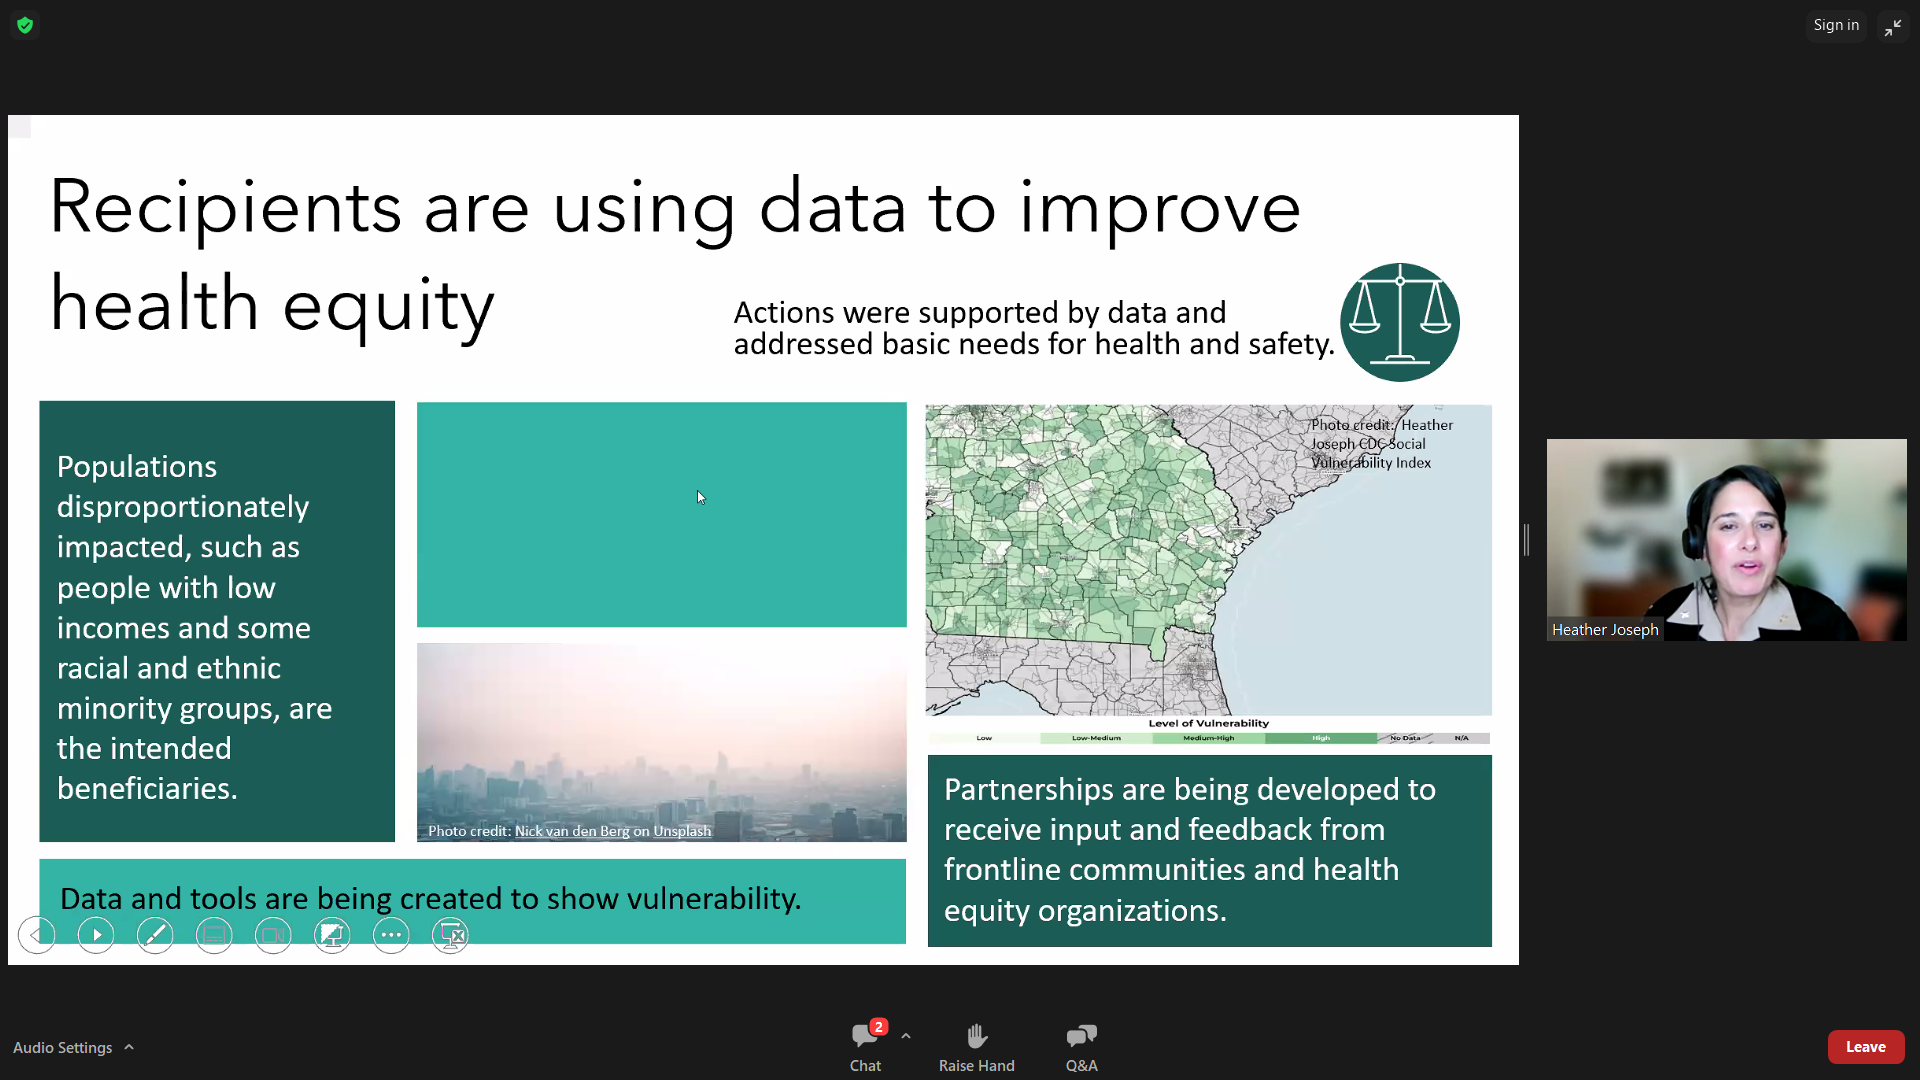 Sign in
Recipients are using data to improve
health equity
Actions were supported by data and
addressed basic needs for health and safety.
Populations
disproportionately
impacted, such as
people with low
incomes and some
racial and ethnic
minority groups, are
the intended
beneficiaries.
Photo credit: Nick van den Berg on Unsplash
Data and tools are being created to show vulnerability.
Photo credit: Heather
Joseph CDC Social
Vulnerability Index
Level of Vulnerability
Low Low-Medium Medium-High High No Data N/A
Partnerships are being developed to
receive input and feedback from
frontline communities and health
equity organizations.
Heather Joseph
Audio Settings
2
Chat
Raise Hand
Q&A
Leave